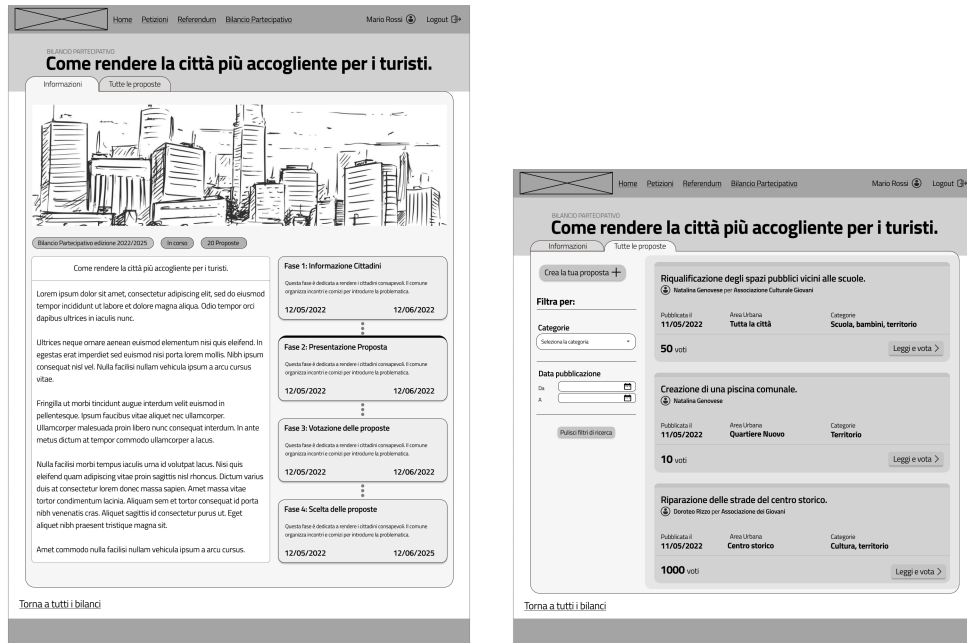 Home Petizioni Referendum Bilancio Partecipativo Mario Rossi Logout
BILANCIO PARTECIPATIVO
Come rendere la città più accogliente per i turisti.
Informazioni Tutte le proposte
Bilancio Partecipativo edizione 2022/2025 In corso 20 Proposte
Come rendere la città più accogliente per i turisti.
Lorem ipsum dolor sit amet, consectetur adipiscing elit, sed do eiusmod
tempor incididunt ut labore et dolore magna aliqua. Odio tempor orci
dapibus ultrices in iaculis nunc.
Ultrices neque ornare aenean euismod elementum nisi quis eleifend. In
egestas erat imperdiet sed euismod nisi porta lorem mollis. Nibh ipsum
consequat nisl vel. Nulla facilisi nullam vehicula ipsum a arcu cursus
vitae.
Fringilla ut morbi tincidunt augue interdum velit euismod in
pellentesque. Ipsum faucibus vitae aliquet nec ullamcorper.
Ullamcorper malesuada proin libero nunc consequat interdum. In ante
metus dictum at tempor commodo ullamcorper a lacus.
Nulla facilisi morbi tempus iaculis urna id volutpat lacus. Nisi quis
eleifend quam adipiscing vitae proin sagittis nisl rhoncus. Dictum varius
duis at consectetur lorem donec massa sapien. Amet massa vitae
tortor condimentum lacinia. Aliquam sem et tortor consequat id porta
nibh venenatis cras. Aliquet sagittis id consectetur purus ut. Eget
aliquet nibh praesent tristique magna sit.
Amet commodo nulla facilisi nullam vehicula ipsum a arcu cursus.
Fase 1: Informazione Cittadini
Questa fase è dedicata a rendere i cittadini consapevoli. Il comune
organizza incontri e comizi per introdurre la problematica.
12/05/2022 12/06/2022
Fase 2: Presentazione Proposta
Questa fase è dedicata a rendere i cittadini consapevoli. Il comune
organizza incontri e comizi per introdurre la problematica.
12/05/2022 12/06/2022
Fase 3: Votazione delle proposte
Questa fase è dedicata a rendere i cittadini consapevoli. Il comune
organizza incontri e comizi per introdurre la problematica.
12/05/2022 12/06/2022
Fase 4: Scelta delle proposte
Questa fase è dedicata a rendere i cittadini consapevoli. Il comune
organizza incontri e comizi per introdurre la problematica.
12/05/2022 12/06/2025
Torna a tutti i bilanci
Home Petizioni Referendum Bilancio Partecipativo Mario Rossi Logout
BILANCIO PARTECIPATIVO
Come rendere la città più accogliente per i turisti.
Informazioni Tutte le proposte
Crea la tua proposta
Filtra per:
Categorie
Seleziona la categoria
Data pubblicazione
Da
A
Pulisci filtri di ricerca
Riqualificazione degli spazi pubblici vicini alle scuole.
Natalina Genovese per Associazione Culturale Giovani
Pubblicata il Area Urbana Categorie
11/05/2022 Tutta la città Scuola, bambini, territorio
50 voti Leggi e vota
Creazione di una piscina comunale.
Natalina Genovese
Pubblicata il Area Urbana Categorie
11/05/2022 Quartiere Nuovo Territorio
10 voti Leggi e vota
Riparazione delle strade del centro storico.
Doroteo Rizzo per Associazione dei Giovani
Pubblicata il Area Urbana Categorie
11/05/2022 Centro storico Cultura, territorio
1000 voti Leggi e vota
Torna a tutti i bilanci